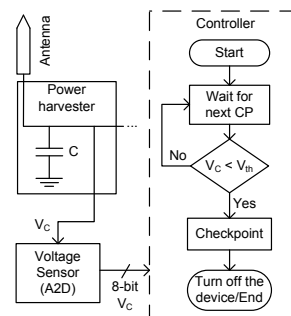 Antenna
Power
harvester
C
V_C
Voltage
Sensor
(A2D)
8-bit
V_C
Controller
Start
Wait for
next CP
V_C < V_th
No
Yes
Checkpoint
Turn off the
device/End